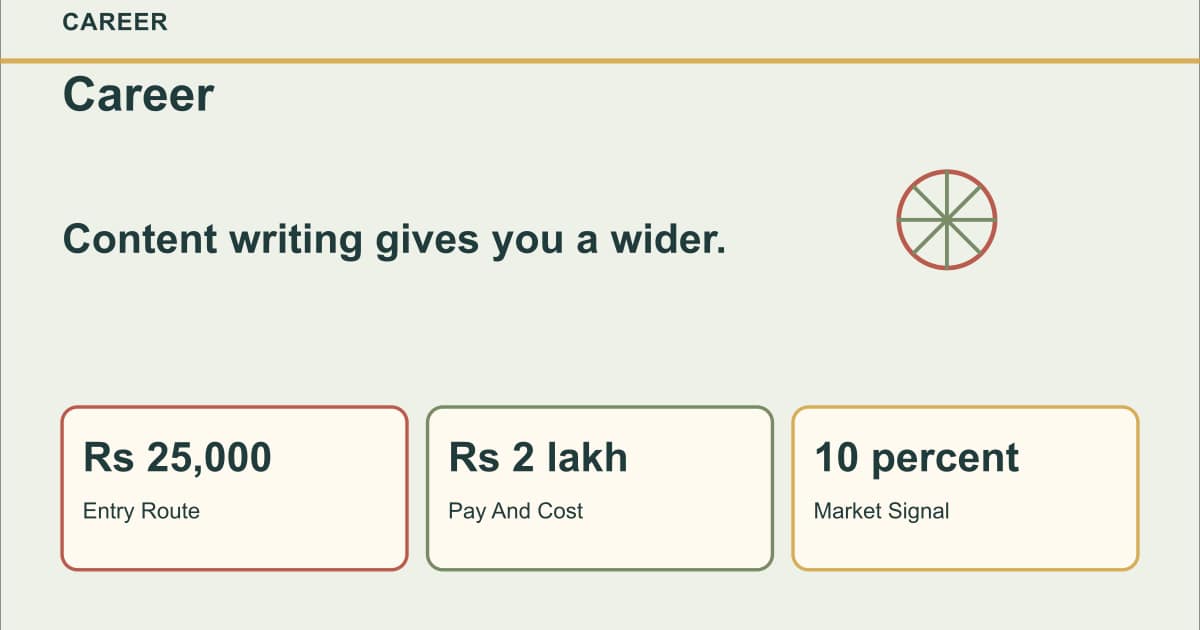 CAREER
Career
Content writing gives you a wider.
Rs 25,000
Entry Route
Rs 2 lakh
Pay And Cost
10 percent
Market Signal